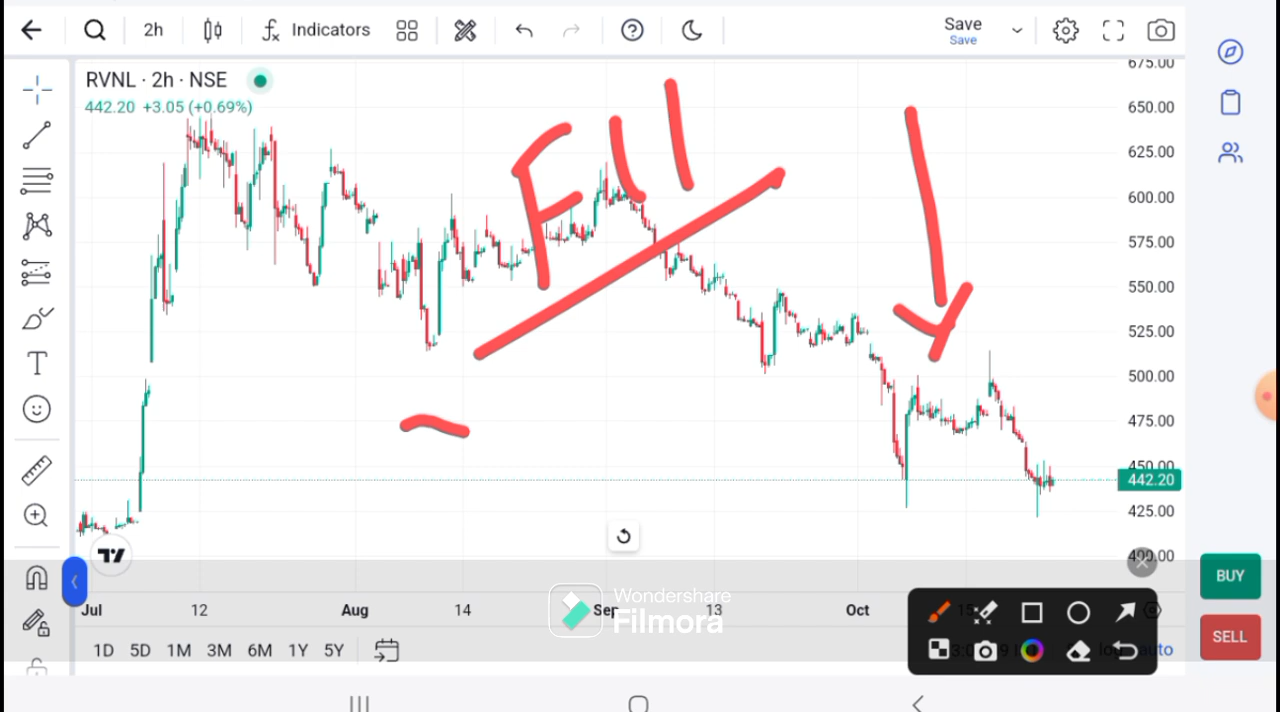 2h
Indicators
Save
Save
RVNL · 2h · NSE
442.20 +3.05 (+0.69%)
FII
675.00
650.00
625.00
600.00
575.00
550.00
525.00
500.00
475.00
450.00
442.20
425.00
400.00
Jul 12 Aug 14 Sep 13 Oct 15
Wondershare
Filmora
1D 5D 1M 3M 6M 1Y 5Y
auto
BUY
SELL